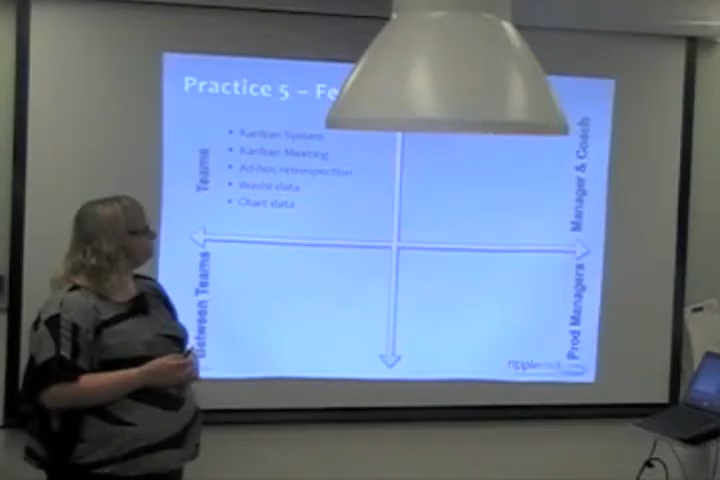 Practice 5 – Fe
• Kanban System
• Kanban Meeting
• Ad-hoc retrospection
• Waste data
• Chart data
Teams
Manager & Coach
Between Teams
Prod Managers
ripplerock